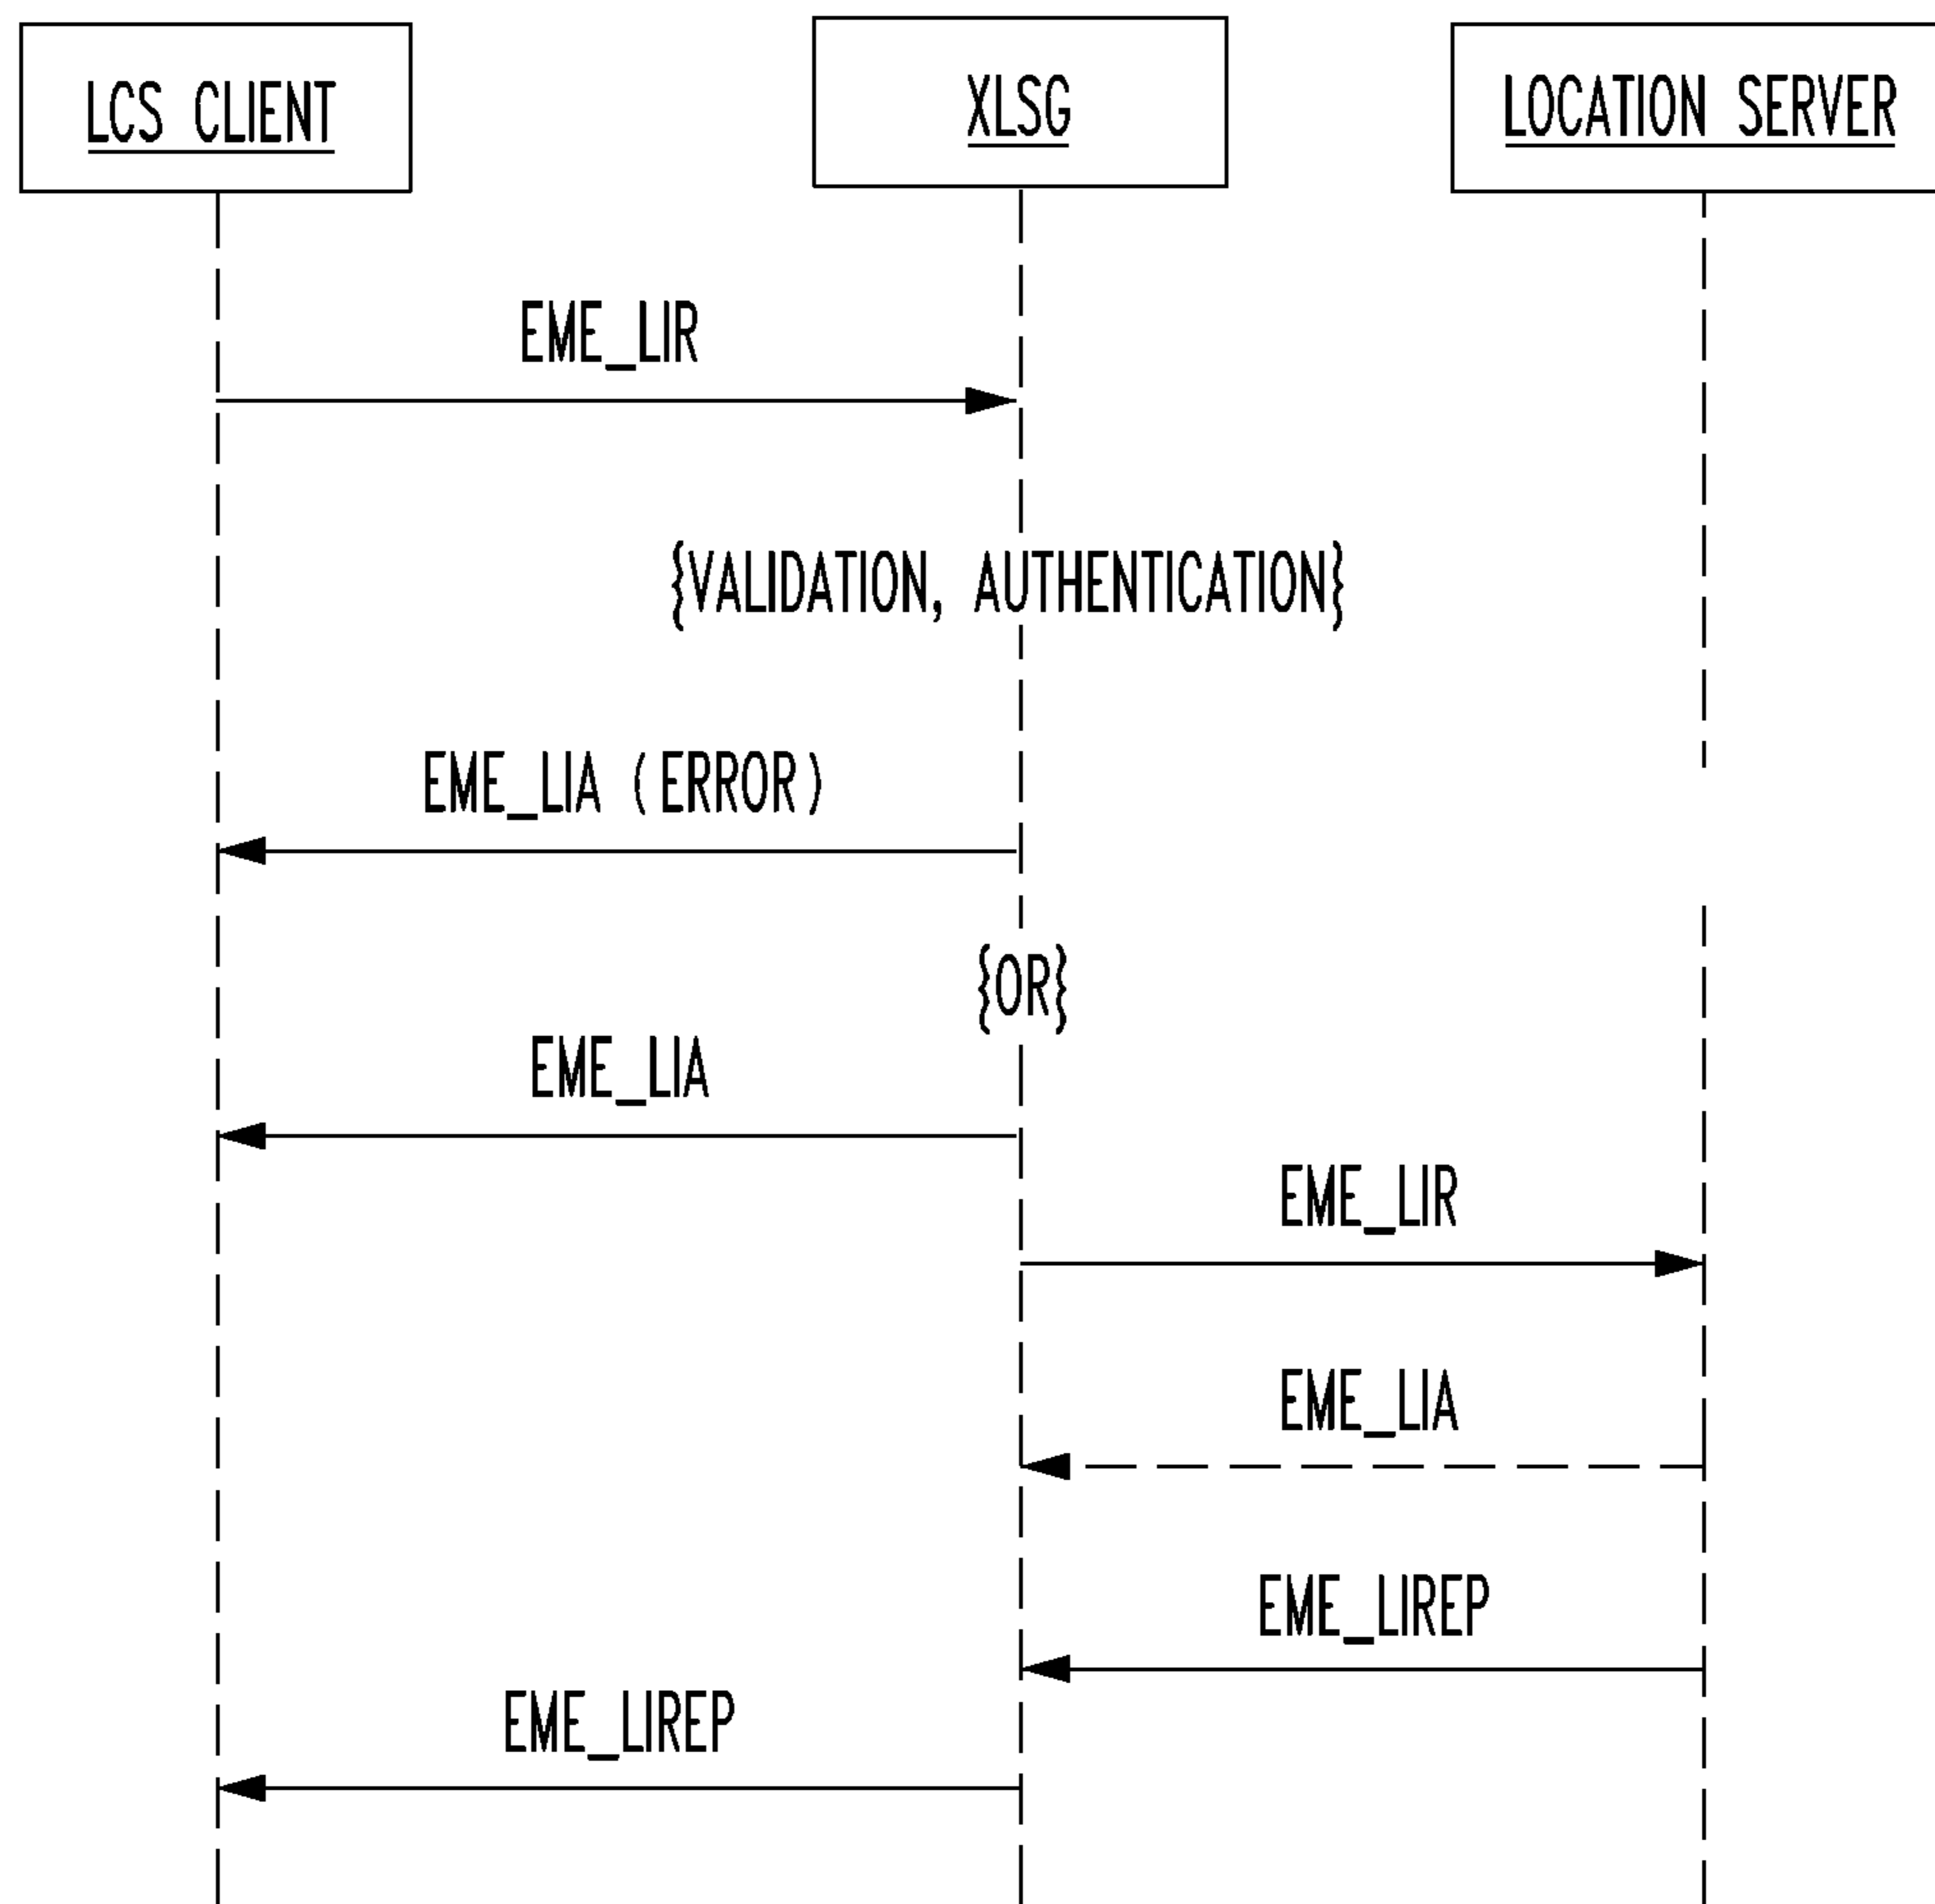 LCS CLIENT
XLSG
LOCATION SERVER
EME_LIR
{VALIDATION, AUTHENTICATION}
EME_LIA (ERROR)
{OR}
EME_LIA
EME_LIR
EME_LIA
EME_LIREP
EME_LIREP